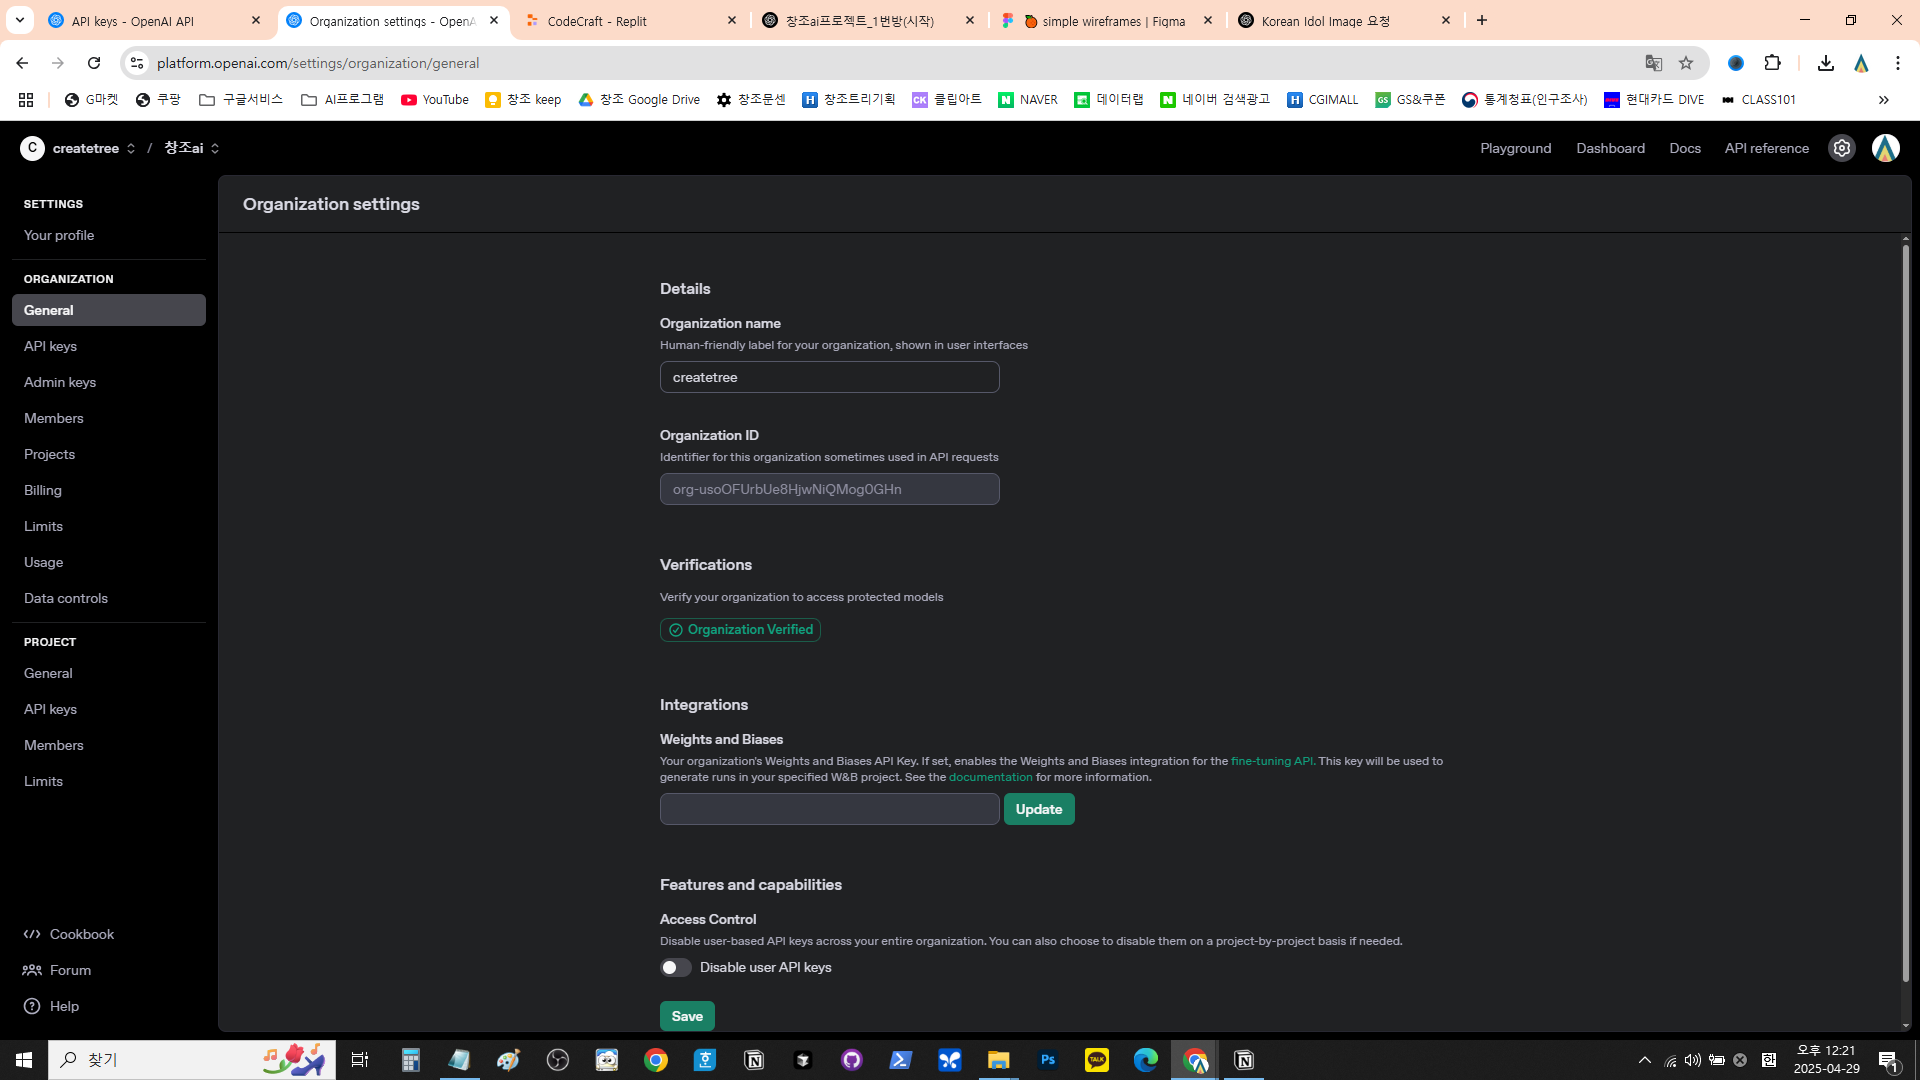 API keys - OpenAI API
Organization settings - OpenA
CodeCraft - Replit
창조ai프로젝트_1번방(시작)
simple wireframes | Figma
Korean Idol Image 요청
platform.openai.com/settings/organization/general
G마켓
쿠팡
구글서비스
AI프로그램
YouTube
창조 keep
창조 Google Drive
창조문센
창조트리기획
클립아트
NAVER
데이터랩
네이버 검색광고
CGIMALL
GS&쿠폰
통계청표(인구조사)
현대카드 DIVE
CLASS101
C
createtree
/
창조ai
Playground
Dashboard
Docs
API reference
SETTINGS
Your profile
ORGANIZATION
General
API keys
Admin keys
Members
Projects
Billing
Limits
Usage
Data controls
PROJECT
General
API keys
Members
Limits
Cookbook
Forum
Help
Organization settings
Details
Organization name
Human-friendly label for your organization, shown in user interfaces
createtree
Organization ID
Identifier for this organization sometimes used in API requests
org-usoOFUrbUe8HjwNiQMog0GHn
Verifications
Verify your organization to access protected models
Organization Verified
Integrations
Weights and Biases
Your organization's Weights and Biases API Key. If set, enables the Weights and Biases integration for the fine-tuning API. This key will be used to
generate runs in your specified W&B project. See the documentation for more information.
Update
Features and capabilities
Access Control
Disable user-based API keys across your entire organization. You can also choose to disable them on a project-by-project basis if needed.
Disable user API keys
Save
찾기
Ps
TALK
한
오후 12:21
2025-04-29
1